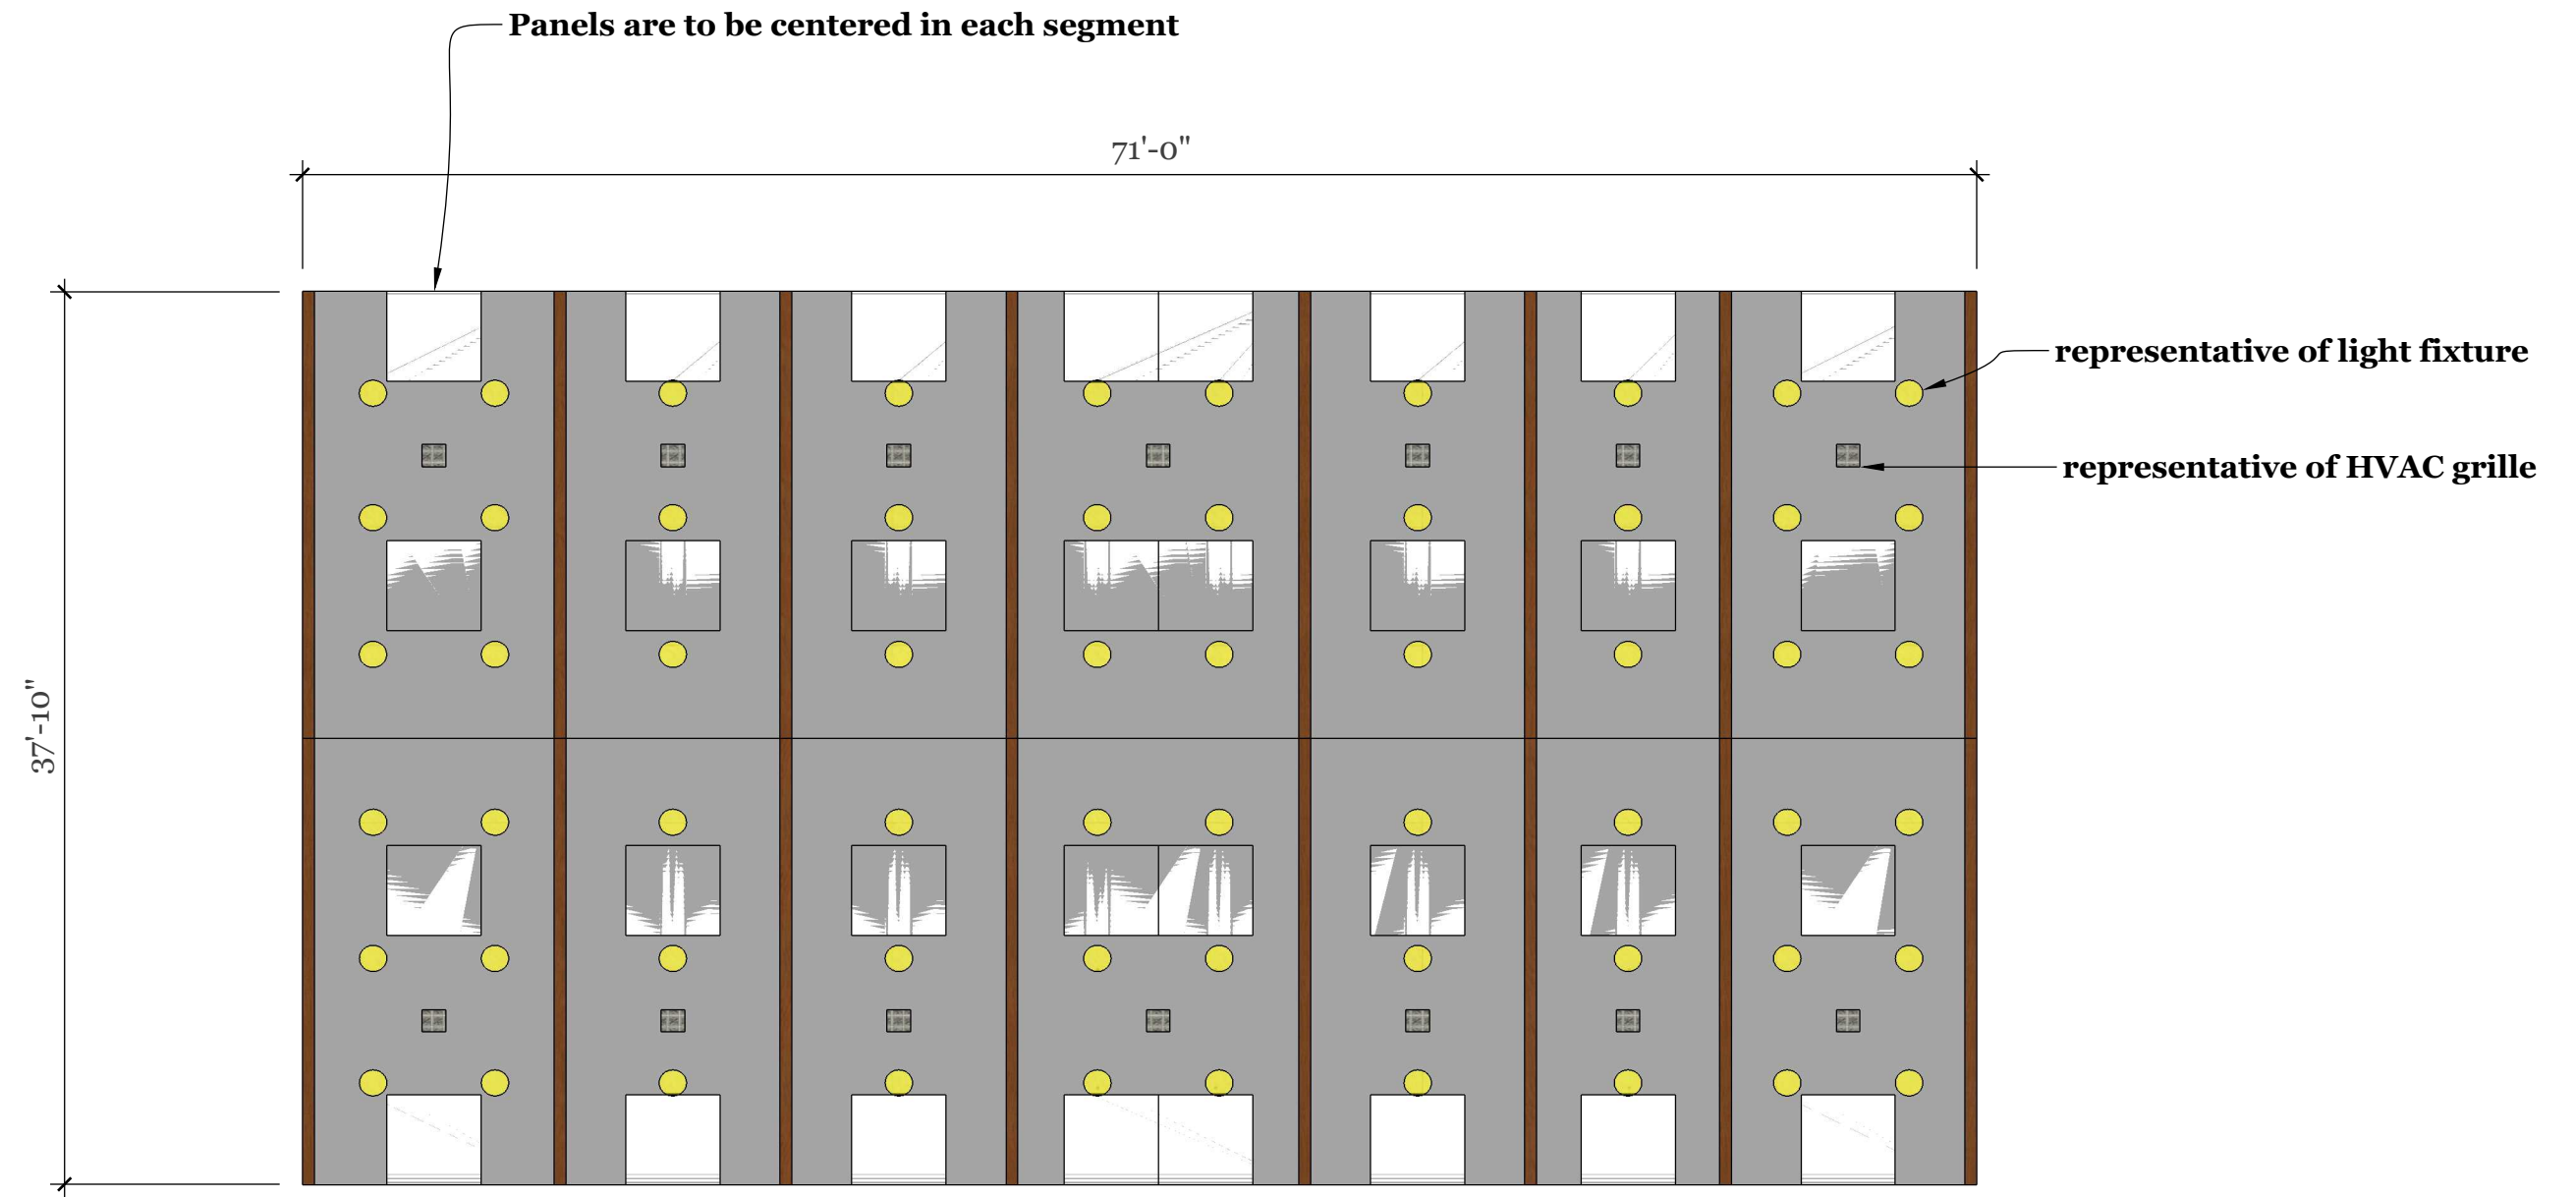 Panels are to be centered in each segment
71'-0"
representative of light fixture
representative of HVAC grille
37'-10"